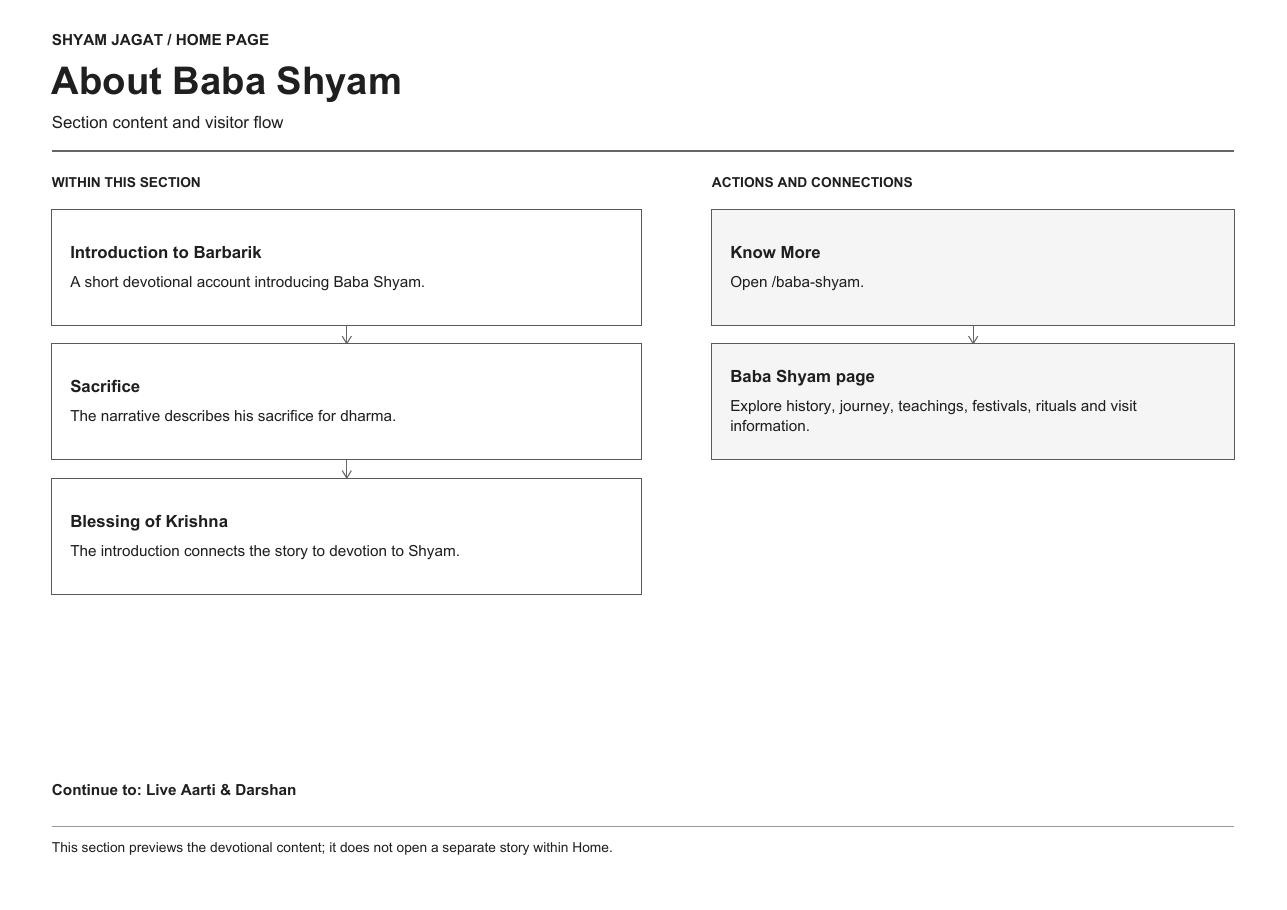 SHYAM JAGAT / HOME PAGE
About Baba Shyam
Section content and visitor flow
WITHIN THIS SECTION
Introduction to Barbarik
A short devotional account introducing Baba Shyam.
Sacrifice
The narrative describes his sacrifice for dharma.
Blessing of Krishna
The introduction connects the story to devotion to Shyam.
ACTIONS AND CONNECTIONS
Know More
Open /baba-shyam.
Baba Shyam page
Explore history, journey, teachings, festivals, rituals and visit
information.
Continue to: Live Aarti & Darshan
This section previews the devotional content; it does not open a separate story within Home.